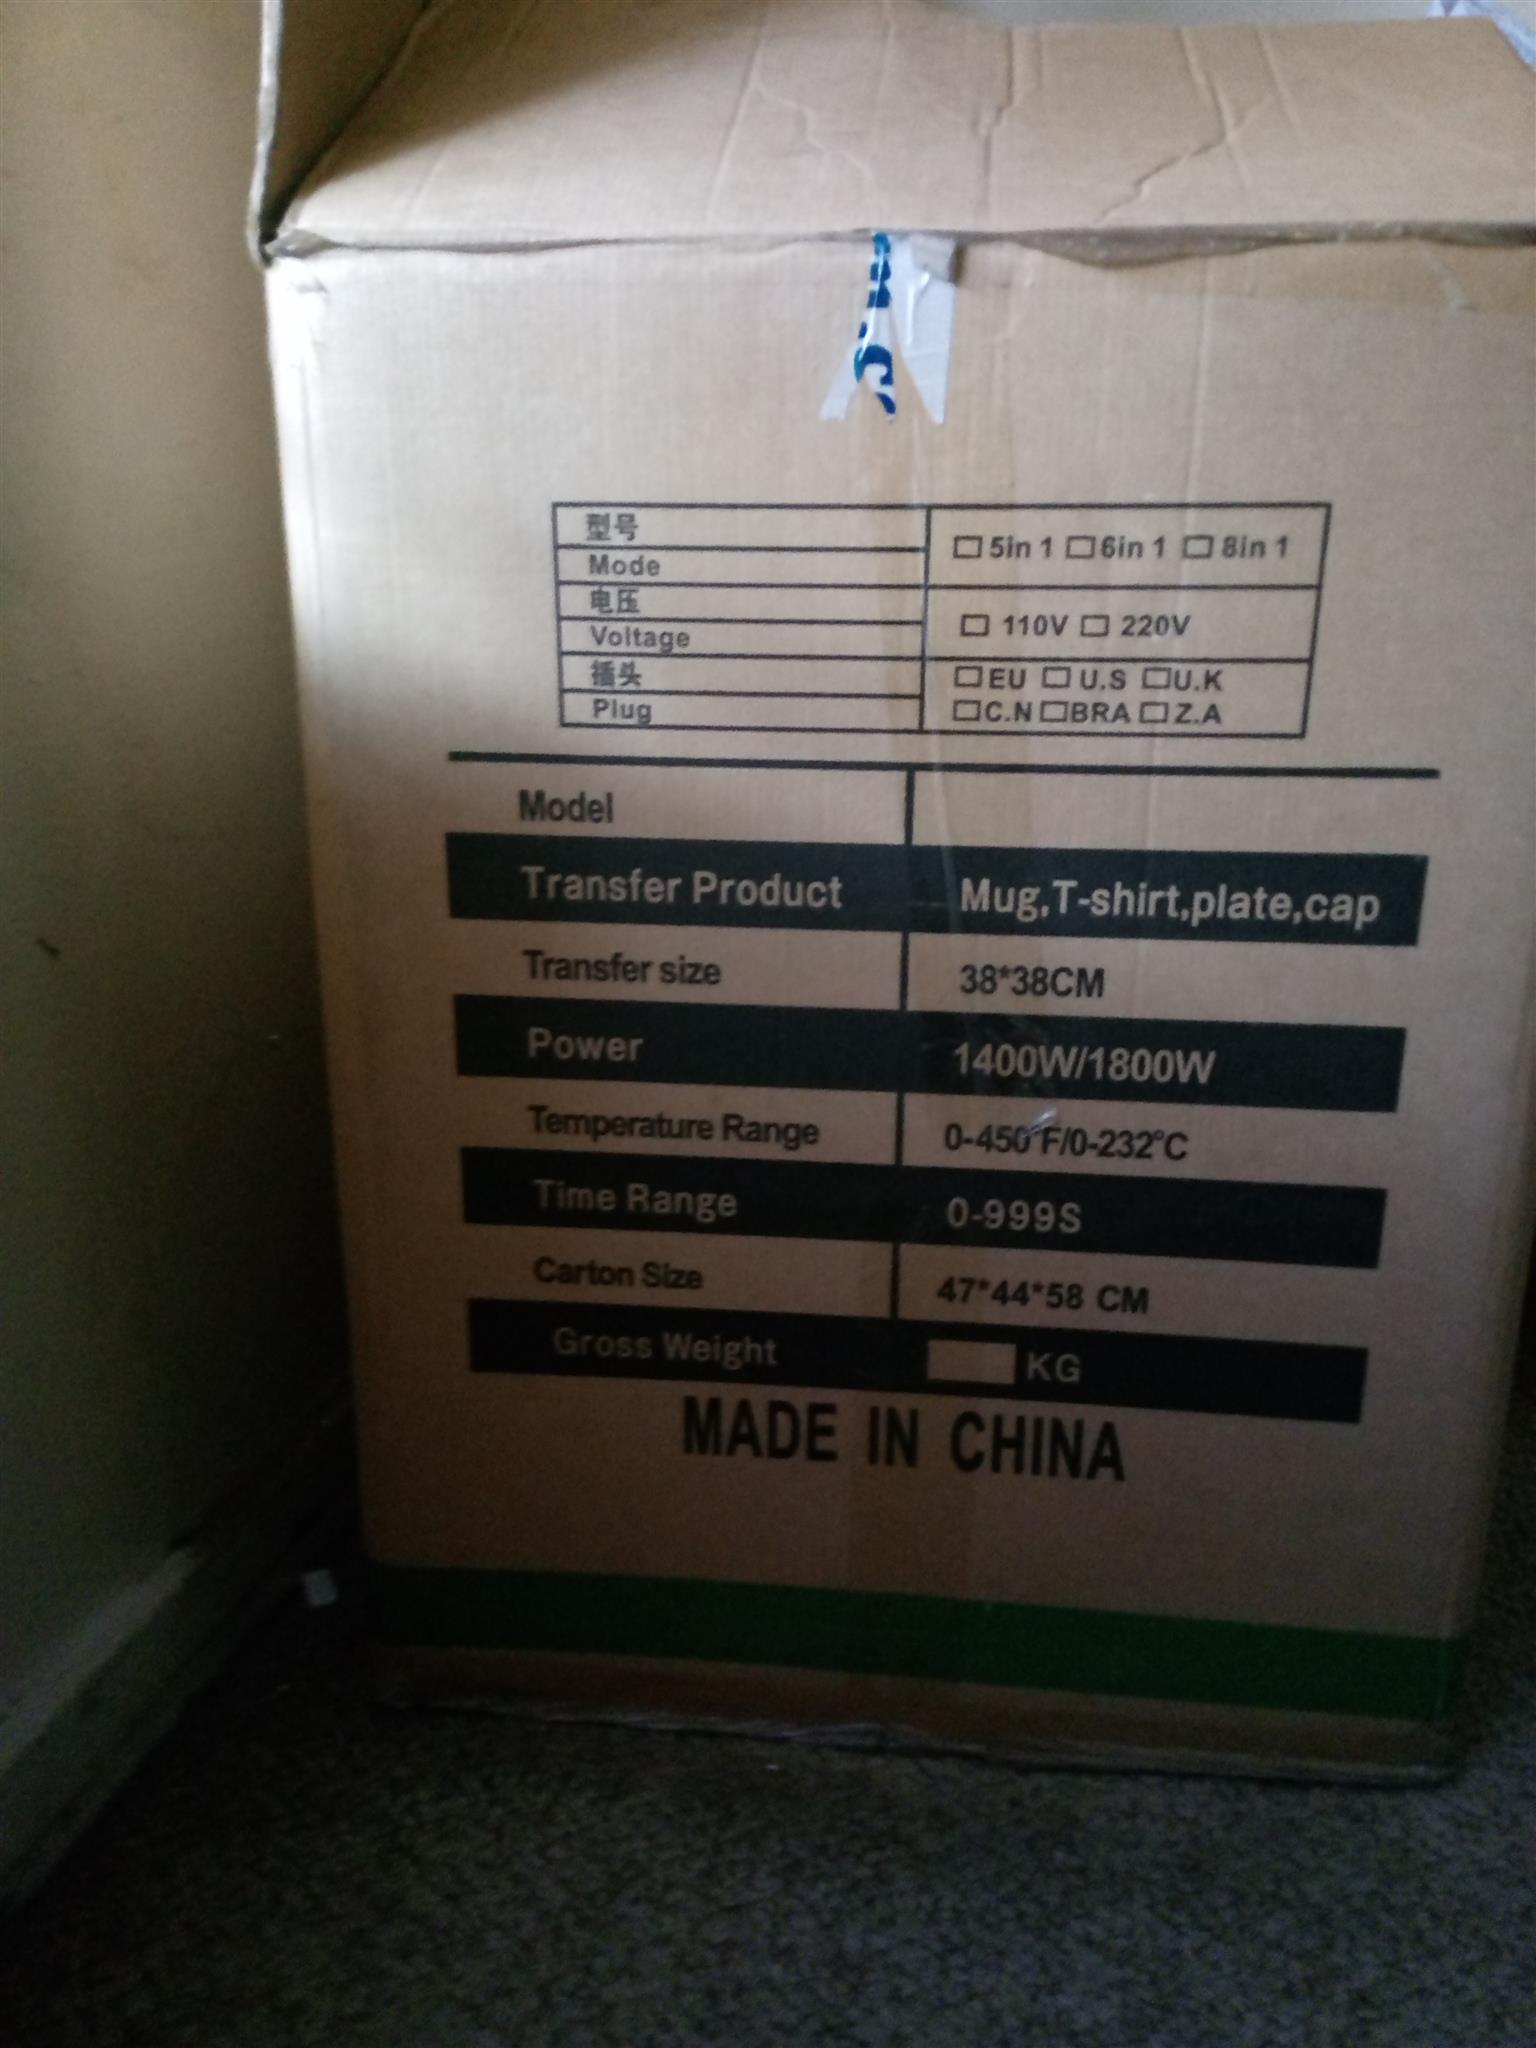 型号
Mode
☐ 5in 1 ☐ 6in 1 ☐ 8in 1
电压
Voltage
☐ 110V ☐ 220V
插头
Plug
☐ EU ☐ U.S ☐ U.K
☐ C.N ☐ BRA ☐ Z.A
Model
Transfer Product Mug,T-shirt,plate,cap
Transfer size 38*38CM
Power 1400W/1800W
Temperature Range 0-450°F/0-232°C
Time Range 0-999S
Carton Size 47*44*58 CM
Gross Weight KG
MADE IN CHINA